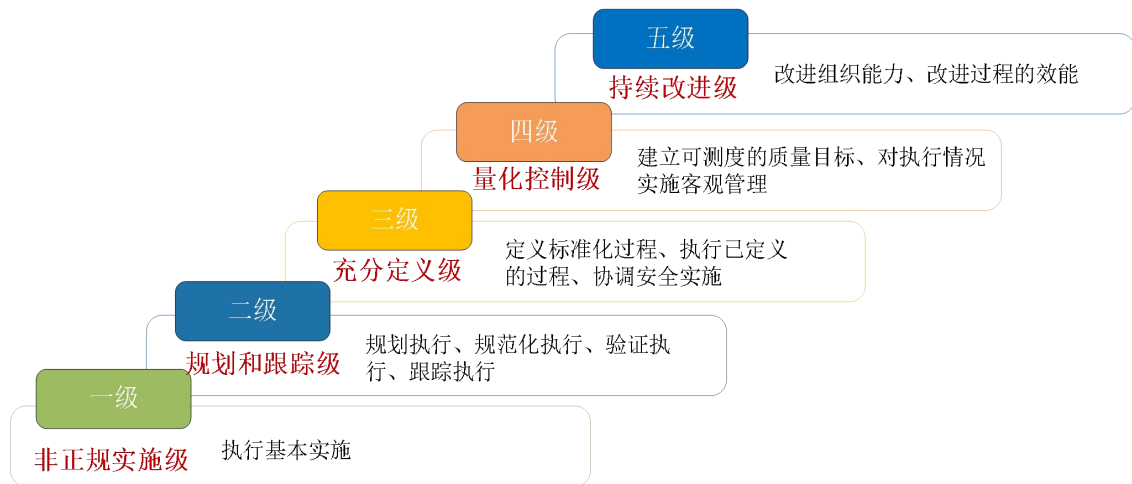 五级
持续改进级
改进组织能力、改进过程的效能
四级
量化控制级
建立可测度的质量目标、对执行情况
实施客观管理
三级
充分定义级
定义标准化过程、执行已定义
的过程、协调安全实施
二级
规划和跟踪级
规划执行、规范化执行、验证执
行、跟踪执行
一级
非正规实施级
执行基本实施